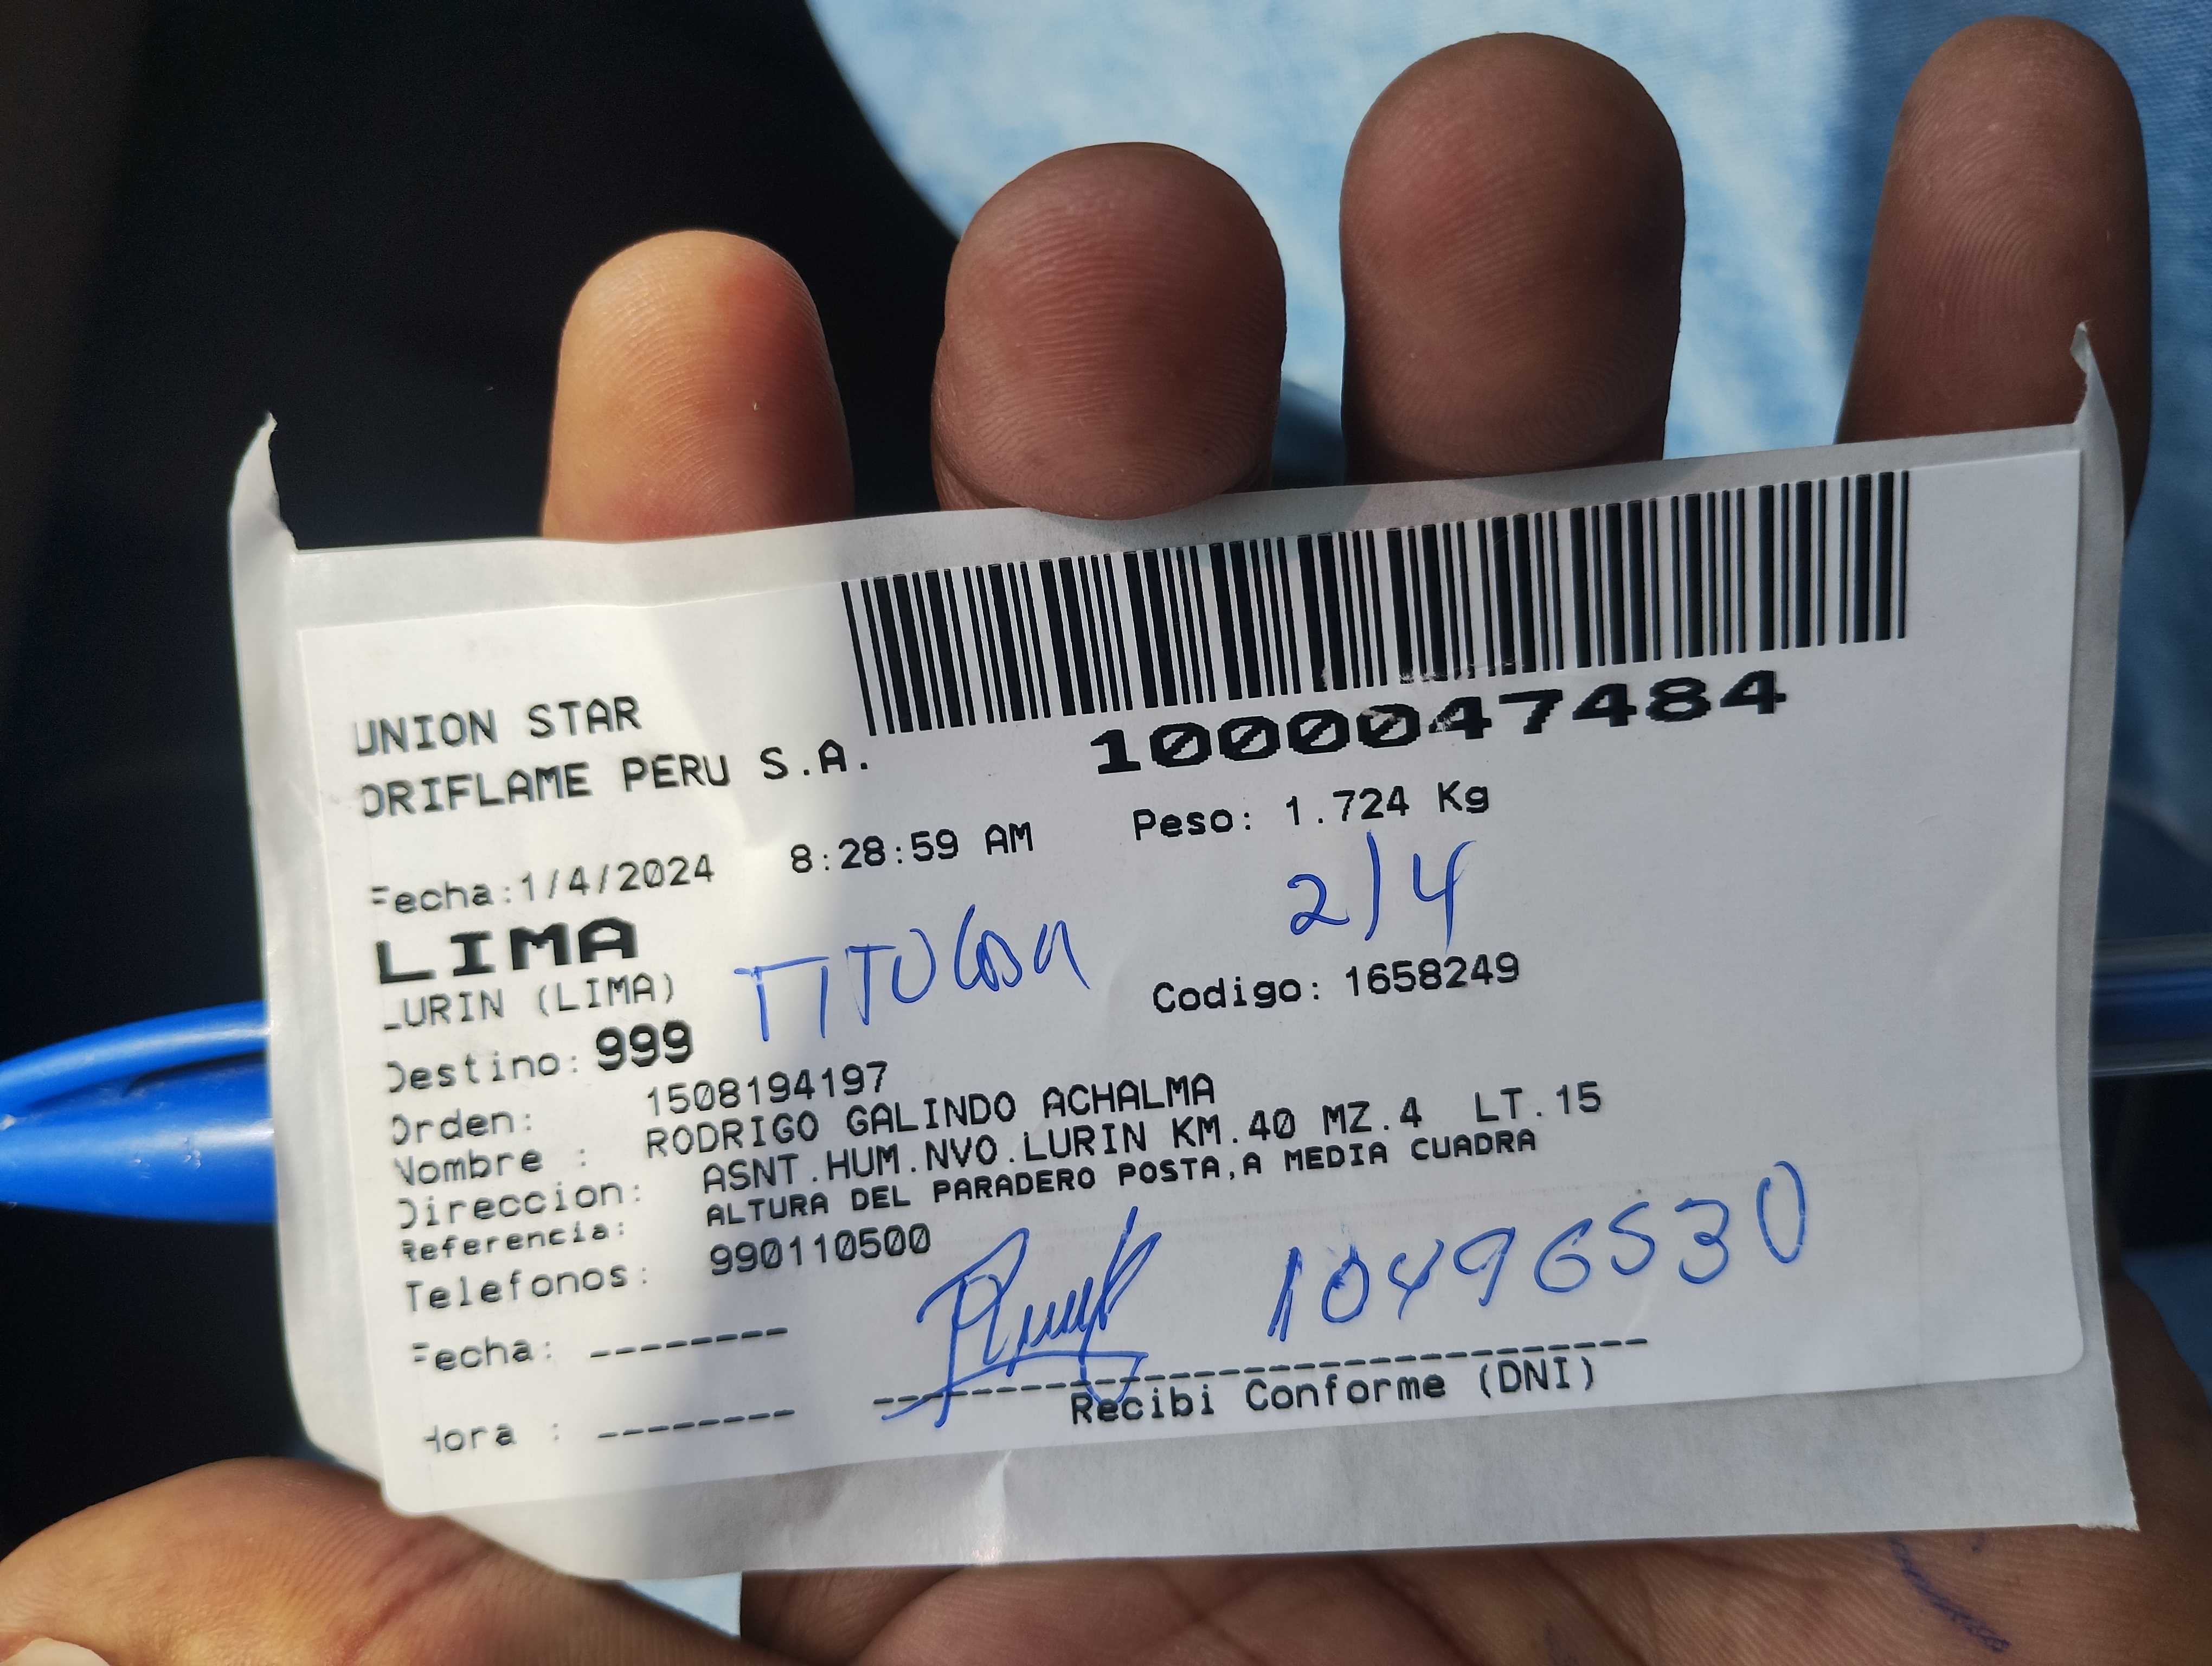 1000047484
UNION STAR
ORIFLAME PERU S.A.
Fecha:1/4/2024 8:28:59 AM Peso: 1.724 Kg
2/4
LIMA
LURIN (LIMA)
Codigo: 1658249
Destino: 999
Orden: 1508194197
Nombre : RODRIGO GALINDO ACHALMA
Direccion: ASNT.HUM.NVO.LURIN KM.40 MZ.4 LT.15
Referencia: ALTURA DEL PARADERO POSTA,A MEDIA CUADRA
Telefonos: 990110500
10496530
Fecha: --------
Recibi Conforme (DNI)
Hora : --------